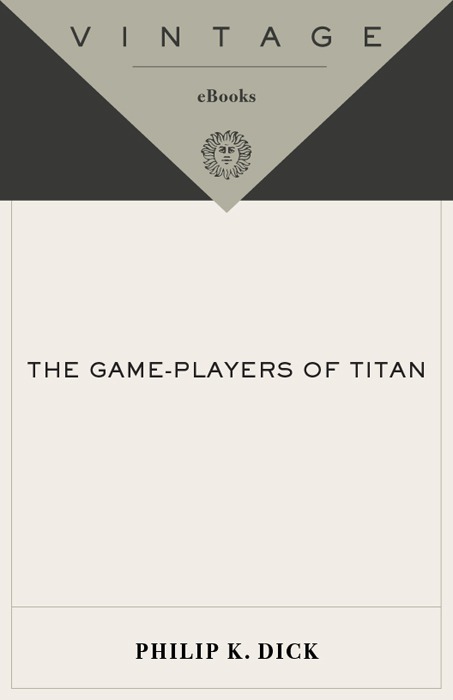 VINTAGE
eBooks
THE GAME-PLAYERS OF TITAN
PHILIP K. DICK